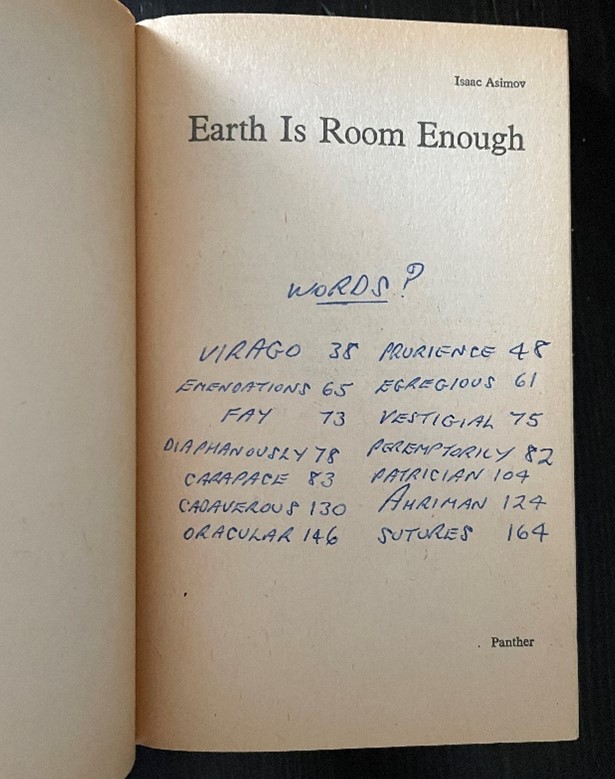 Isaac Asimov
Earth Is Room Enough
WORDS?
VIRAGO 38 PRURIENCE 48
EMENDATIONS 65 EGREGIOUS 61
FAY 73 VESTIGIAL 75
DIAPHANOUSLY 78 PEREMPTORILY 82
CARAPACE 83 PATRICIAN 104
CADAVEROUS 130 AHRIMAN 124
ORACULAR 146 SUTURES 164
Panther